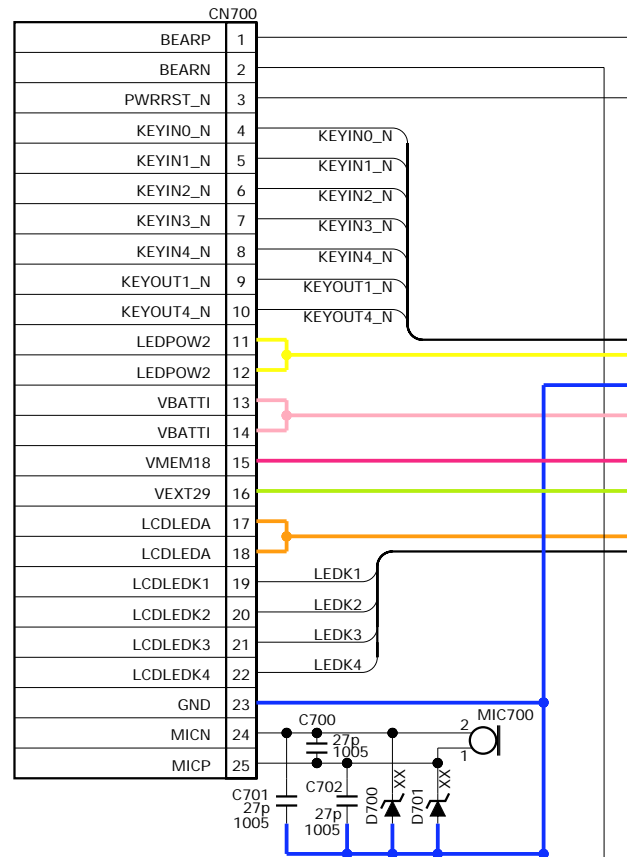 CN700
BEARP 1
BEARN 2
PWRRST_N 3
KEYIN0_N 4 KEYIN0_N
KEYIN1_N 5 KEYIN1_N
KEYIN2_N 6 KEYIN2_N
KEYIN3_N 7 KEYIN3_N
KEYIN4_N 8 KEYIN4_N
KEYOUT1_N 9 KEYOUT1_N
KEYOUT4_N 10 KEYOUT4_N
LEDPOW2 11
LEDPOW2 12
VBATTI 13
VBATTI 14
VMEM18 15
VEXT29 16
LCDLEDA 17
LCDLEDA 18
LCDLEDK1 19 LEDK1
LCDLEDK2 20 LEDK2
LCDLEDK3 21 LEDK3
LCDLEDK4 22 LEDK4
GND 23
MICN 24
MICP 25
C700
27p
1005
2 MIC700
1
C701
27p
1005
C702
27p
1005
D700
XX
D701
XX